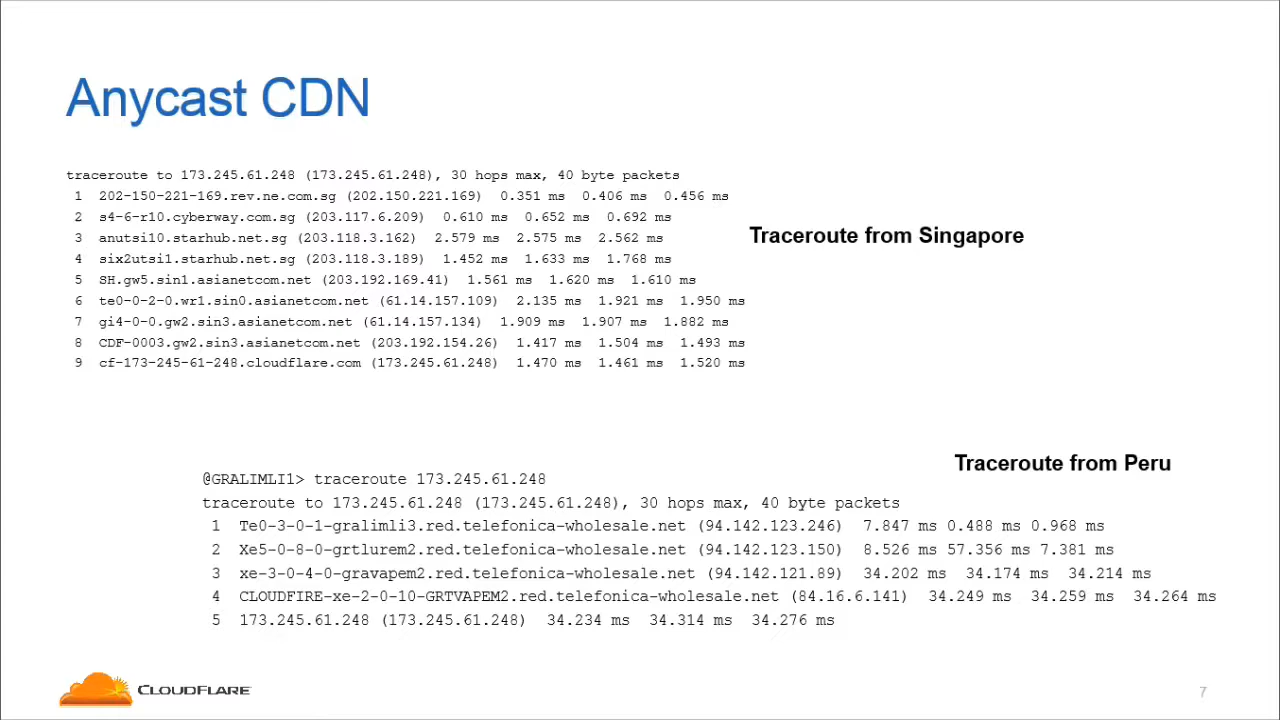 Anycast CDN
traceroute to 173.245.61.248 (173.245.61.248), 30 hops max, 40 byte packets
1 202-150-221-169.rev.ne.com.sg (202.150.221.169) 0.351 ms 0.406 ms 0.456 ms
2 s4-6-r10.cyberway.com.sg (203.117.6.209) 0.610 ms 0.652 ms 0.692 ms
3 anutsi10.starhub.net.sg (203.118.3.162) 2.579 ms 2.575 ms 2.562 ms
4 six2utsi1.starhub.net.sg (203.118.3.189) 1.452 ms 1.633 ms 1.768 ms
5 SH.gw5.sin1.asianetcom.net (203.192.169.41) 1.561 ms 1.620 ms 1.610 ms
6 te0-0-2-0.wr1.sin0.asianetcom.net (61.14.157.109) 2.135 ms 1.921 ms 1.950 ms
7 gi4-0-0.gw2.sin3.asianetcom.net (61.14.157.134) 1.909 ms 1.907 ms 1.882 ms
8 CDF-0003.gw2.sin3.asianetcom.net (203.192.154.26) 1.417 ms 1.504 ms 1.493 ms
9 cf-173-245-61-248.cloudflare.com (173.245.61.248) 1.470 ms 1.461 ms 1.520 ms
Traceroute from Singapore
Traceroute from Peru
@GRALIMLI1> traceroute 173.245.61.248
traceroute to 173.245.61.248 (173.245.61.248), 30 hops max, 40 byte packets
1 Te0-3-0-1-gralimli3.red.telefonica-wholesale.net (94.142.123.246) 7.847 ms 0.488 ms 0.968 ms
2 Xe5-0-8-0-grtlurem2.red.telefonica-wholesale.net (94.142.123.150) 8.526 ms 57.356 ms 7.381 ms
3 xe-3-0-4-0-gravapem2.red.telefonica-wholesale.net (94.142.121.89) 34.202 ms 34.174 ms 34.214 ms
4 CLOUDFIRE-xe-2-0-10-GRTVAPEM2.red.telefonica-wholesale.net (84.16.6.141) 34.249 ms 34.259 ms 34.264 ms
5 173.245.61.248 (173.245.61.248) 34.234 ms 34.314 ms 34.276 ms
CLOUDFLARE
7